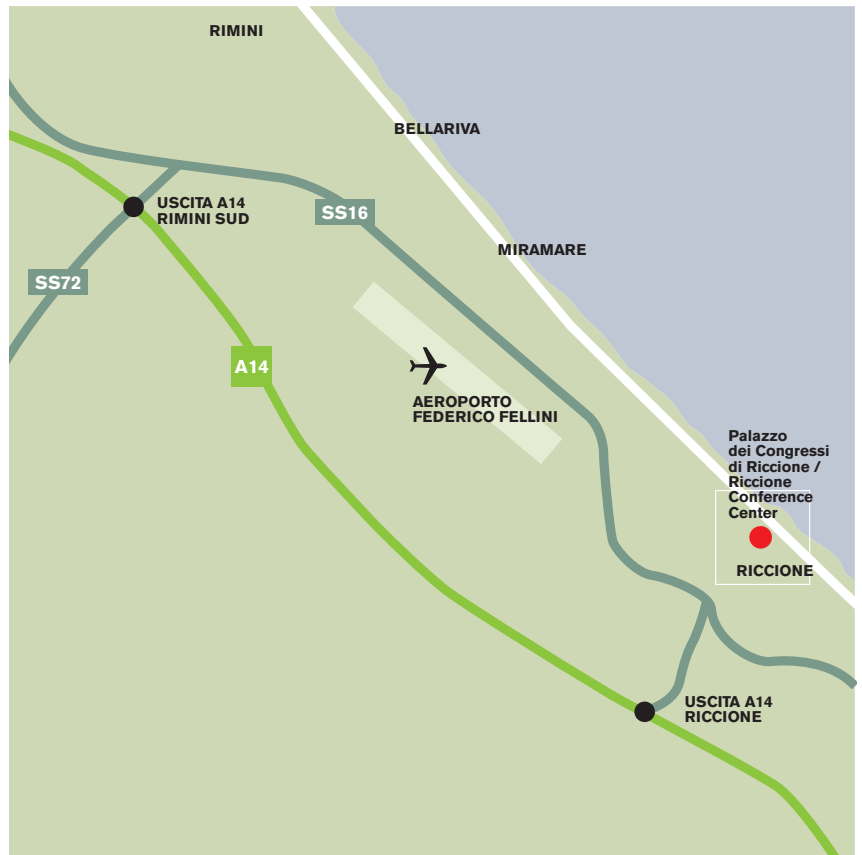 RIMINI
BELLARIVA
USCITA A14
RIMINI SUD
SS16
MIRAMARE
SS72
A14
AEROPORTO
FEDERICO FELLINI
Palazzo
dei Congressi
di Riccione /
Riccione
Conference
Center
RICCIONE
USCITA A14
RICCIONE